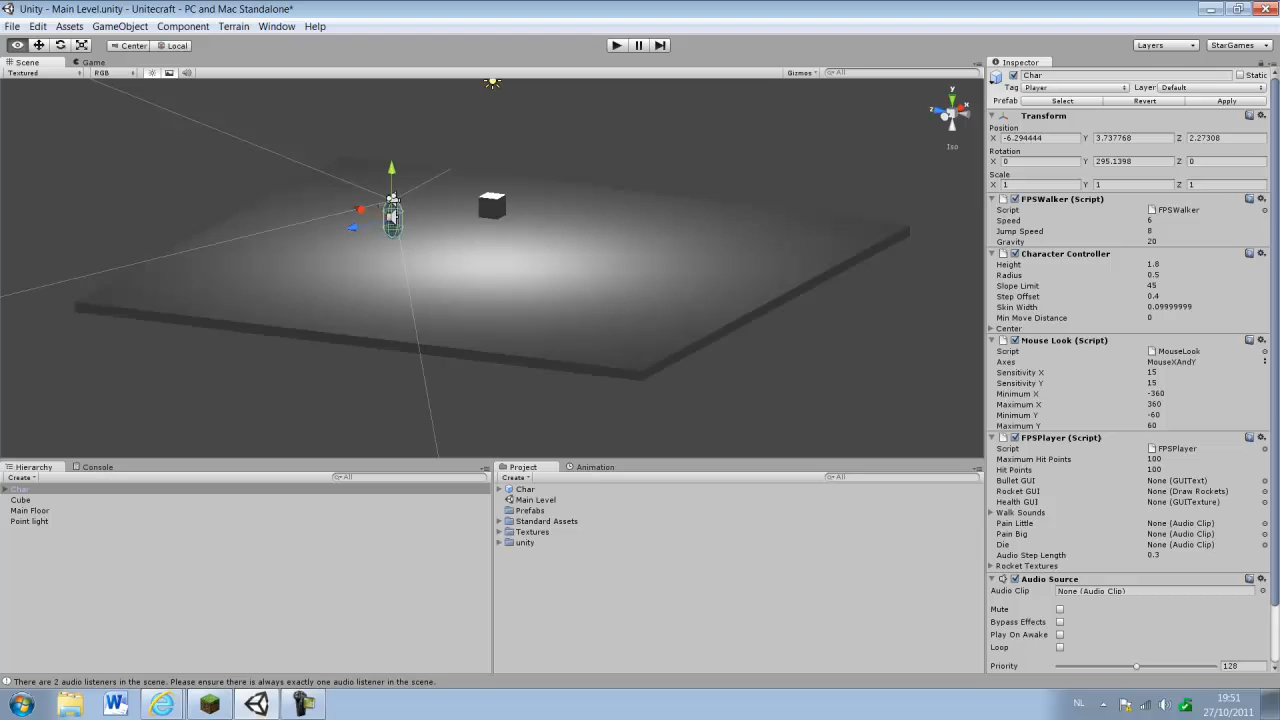 Unity - Main Level.unity - Unitecraft - PC and Mac Standalone*
File Edit Assets GameObject Component Terrain Window Help
Center Local Layers StarGames
Scene Game Inspector
Textured RGB Gizmos All
Char Static
Tag Player Layer Default
Prefab Select Revert Apply
Transform
Position
X -6.294444 Y 3.737768 Z 2.27308
Rotation
X 0 Y 295.1398 Z 0
Scale
X 1 Y 1 Z 1
y
z x
Iso
FPSWalker (Script)
Script FPSWalker
Speed 6
Jump Speed 8
Gravity 20
Character Controller
Height 1.8
Radius 0.5
Slope Limit 45
Step Offset 0.4
Skin Width 0.09999999
Min Move Distance 0
Center
Mouse Look (Script)
Script MouseLook
Axes MouseXAndY
Sensitivity X 15
Sensitivity Y 15
Minimum X -360
Maximum X 360
Minimum Y -60
Maximum Y 60
FPSPlayer (Script)
Script FPSPlayer
Maximum Hit Points 100
Hit Points 100
Bullet GUI None (GUIText)
Rocket GUI None (Draw Rockets)
Health GUI None (GUITexture)
Walk Sounds
Pain Little None (Audio Clip)
Pain Big None (Audio Clip)
Die None (Audio Clip)
Audio Step Length 0.3
Rocket Textures
Audio Source
Audio Clip None (Audio Clip)
Mute
Bypass Effects
Play On Awake
Loop
Priority 128
Hierarchy Console
Create All
Char
Cube
Main Floor
Point light
Project Animation
Create All
Char
Main Level
Prefabs
Standard Assets
Textures
unity
There are 2 audio listeners in the scene. Please ensure there is always exactly one audio listener in the scene.
NL 19:51
27/10/2011